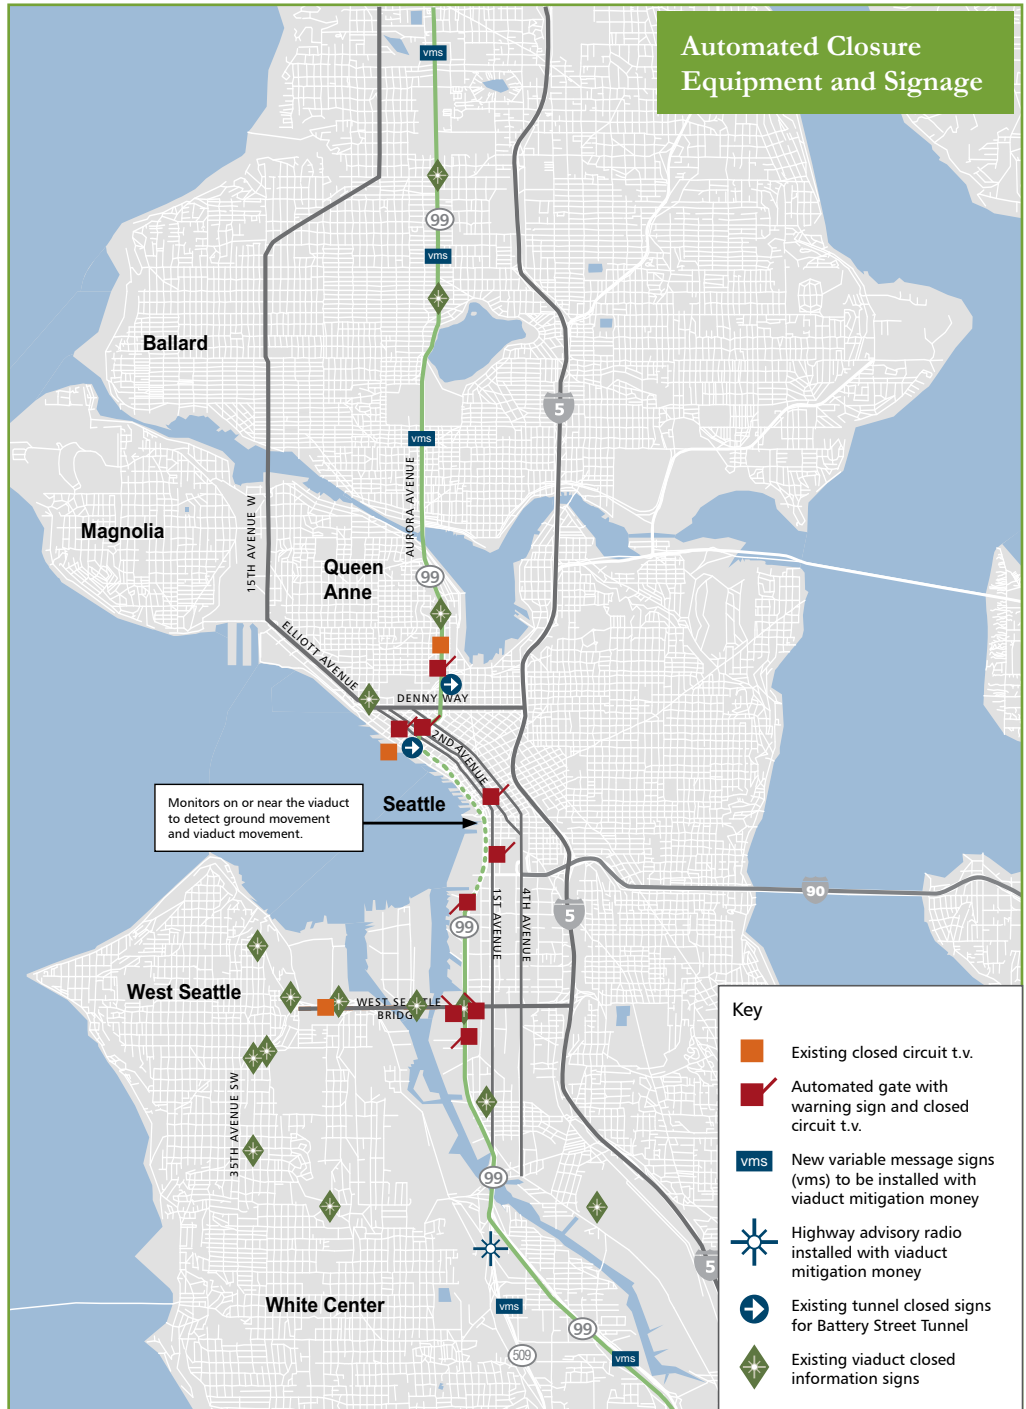 Automated Closure
Equipment and Signage
vms
99
vms
Ballard
5
vms
AURORA AVENUE
15TH AVENUE W
Magnolia
Queen
Anne
99
ELLIOTT AVENUE
DENNY WAY
2ND AVENUE
Monitors on or near the viaduct
to detect ground movement
and viaduct movement.
Seattle
90
1ST AVENUE
4TH AVENUE
5
99
West Seattle
WEST SEATTLE
BRIDGE
35TH AVENUE SW
99
5
White Center
vms
99
509
vms
Key
Existing closed circuit t.v.
Automated gate with
warning sign and closed
circuit t.v.
vms
New variable message signs
(vms) to be installed with
viaduct mitigation money
Highway advisory radio
installed with viaduct
mitigation money
Existing tunnel closed signs
for Battery Street Tunnel
Existing viaduct closed
information signs